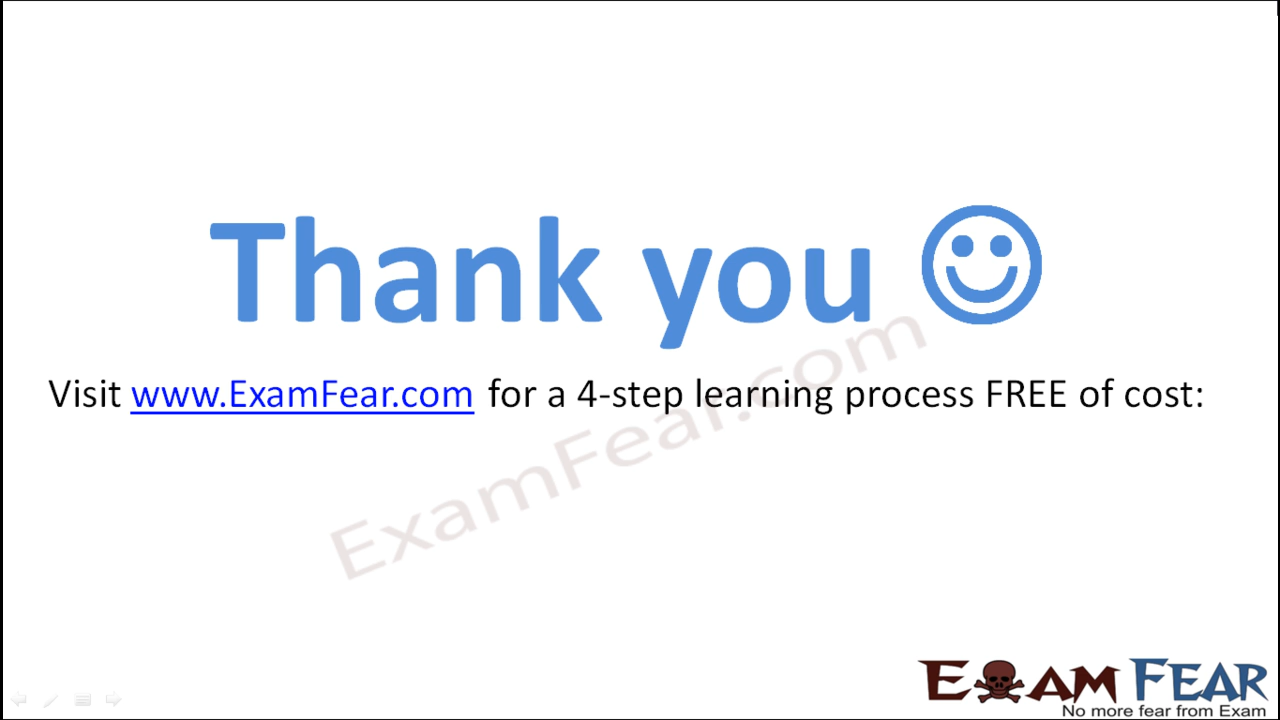 Thank you
Visit www.ExamFear.com for a 4-step learning process FREE of cost:
ExamFear.com
EXAM FEAR
No more fear from Exam